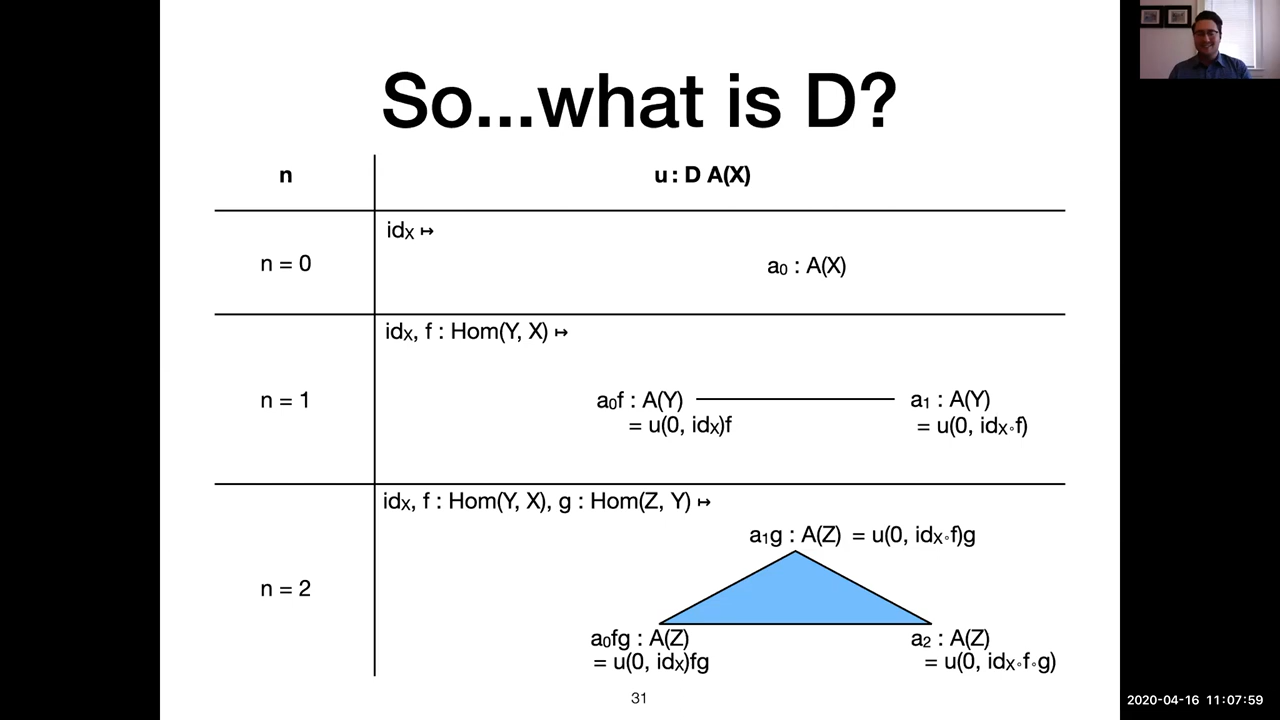 So...what is D?
n
u : D A(X)
idX ↦
n = 0
a0 : A(X)
idX, f : Hom(Y, X) ↦
n = 1
a0f : A(Y)
= u(0, idX)f
a1 : A(Y)
= u(0, idX∘f)
idX, f : Hom(Y, X), g : Hom(Z, Y) ↦
a1g : A(Z) = u(0, idX∘f)g
n = 2
a0fg : A(Z)
= u(0, idX)fg
a2 : A(Z)
= u(0, idX∘f∘g)
31
2020-04-16 11:07:59